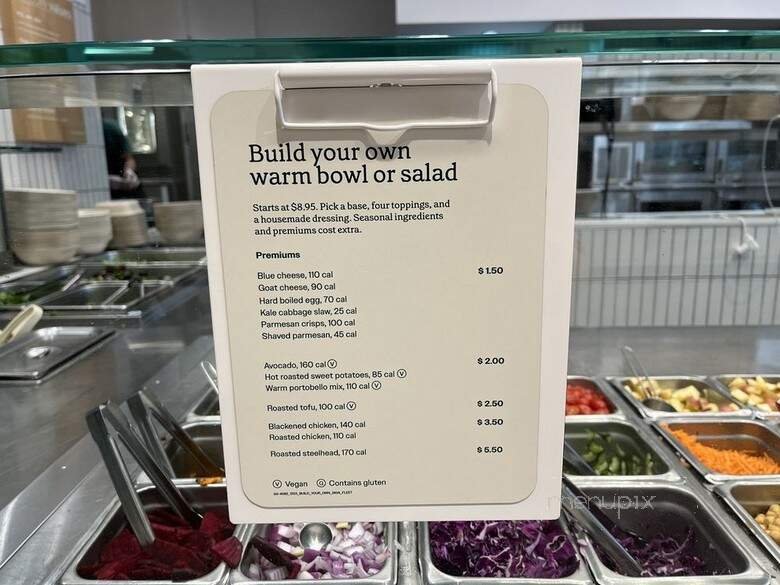 Build your own
warm bowl or salad
Starts at $8.95. Pick a base, four toppings, and
a housemade dressing. Seasonal ingredients
and premiums cost extra.
Premiums
Blue cheese, 110 cal $ 1.50
Goat cheese, 90 cal
Hard boiled egg, 70 cal
Kale cabbage slaw, 25 cal
Parmesan crisps, 100 cal
Shaved parmesan, 45 cal
Avocado, 160 cal Ⓥ $ 2.00
Hot roasted sweet potatoes, 85 cal Ⓥ
Warm portobello mix, 110 cal Ⓥ
Roasted tofu, 100 cal Ⓥ $ 2.50
Blackened chicken, 140 cal $ 3.50
Roasted chicken, 110 cal
Roasted steelhead, 170 cal $ 5.50
Ⓥ Vegan Ⓖ Contains gluten
menupix